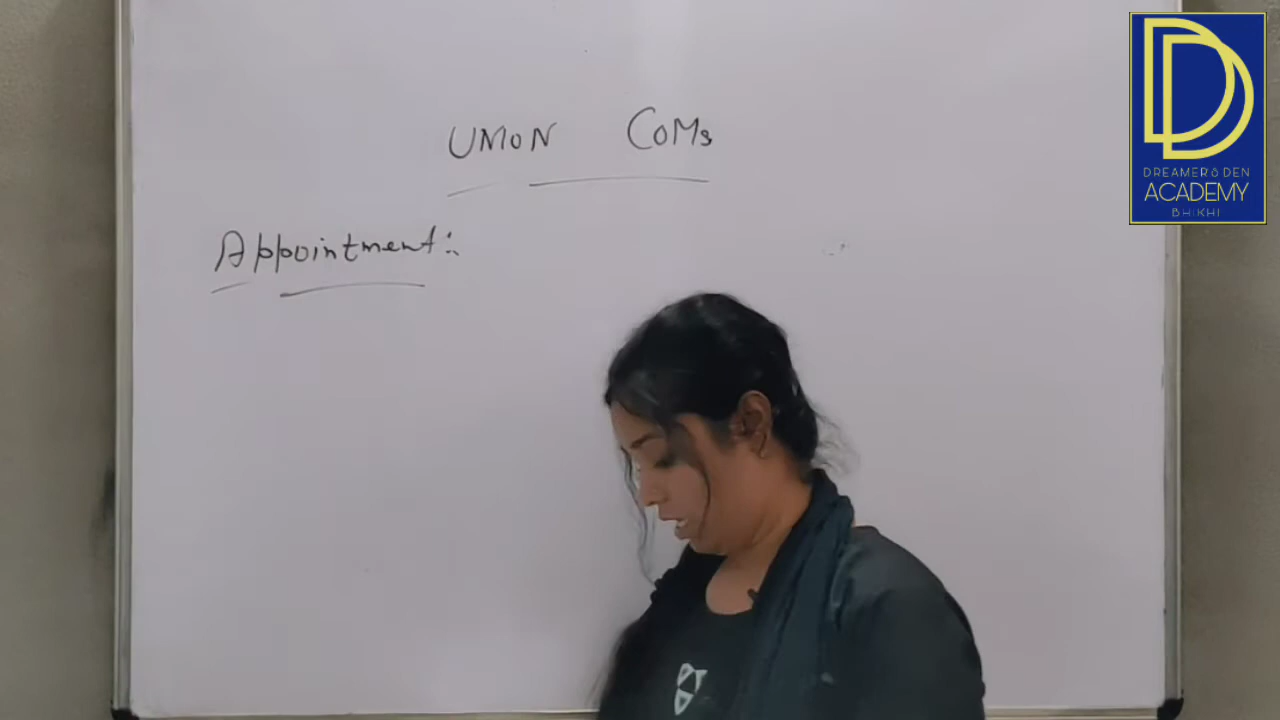 UNION COMs
Appointment:-
DREAMERS DEN
ACADEMY
BHIKHI